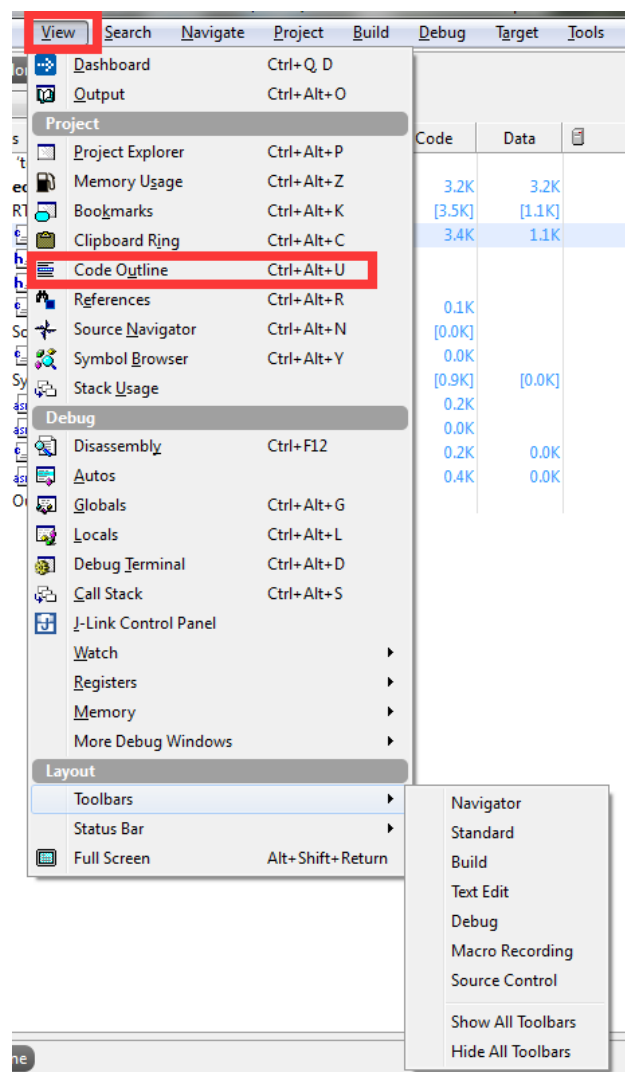 View Search Navigate Project Build Debug Target Tools
Dashboard Ctrl+Q, D
Output Ctrl+Alt+O
Project
Code Data
Project Explorer Ctrl+Alt+P
Memory Usage Ctrl+Alt+Z
3.2K 3.2K
Bookmarks Ctrl+Alt+K
[3.5K] [1.1K]
Clipboard Ring Ctrl+Alt+C
3.4K 1.1K
Code Outline Ctrl+Alt+U
References Ctrl+Alt+R
0.1K
Source Navigator Ctrl+Alt+N
[0.0K]
Symbol Browser Ctrl+Alt+Y
0.0K
Stack Usage
[0.9K] [0.0K]
0.2K
Debug
0.0K
Disassembly Ctrl+F12
0.2K 0.0K
Autos
0.4K 0.0K
Globals Ctrl+Alt+G
Locals Ctrl+Alt+L
Debug Terminal Ctrl+Alt+D
Call Stack Ctrl+Alt+S
J-Link Control Panel
Watch
Registers
Memory
More Debug Windows
Layout
Toolbars
Navigator
Status Bar
Standard
Full Screen Alt+Shift+Return
Build
Text Edit
Debug
Macro Recording
Source Control
Show All Toolbars
Hide All Toolbars